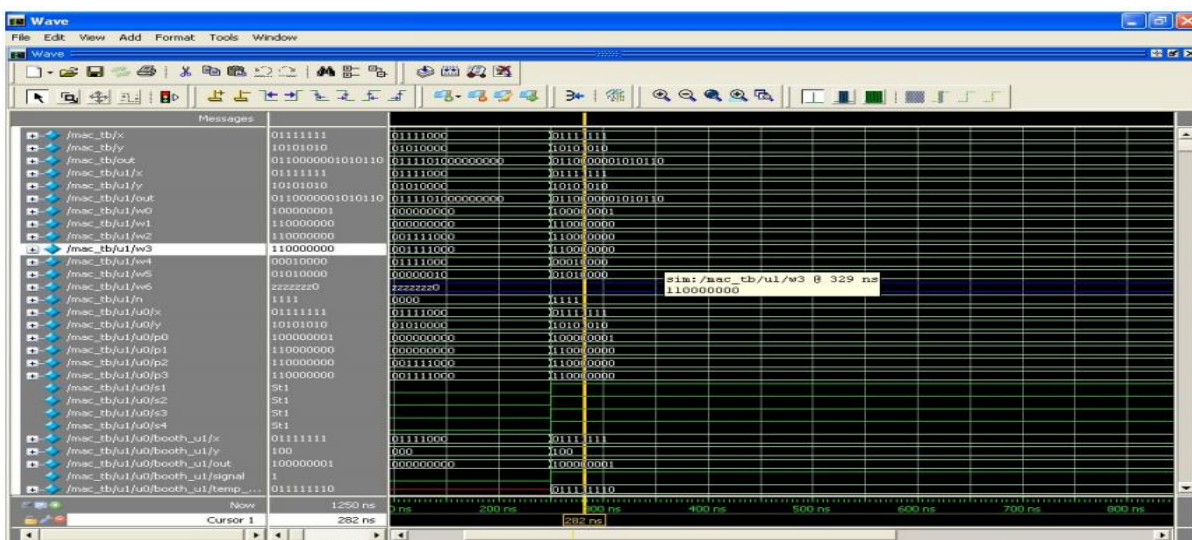 Wave
File Edit View Add Format Tools Window
Wave
Messages
/mac_tb/x 01111111 01111000 01111111
/mac_tb/y 10101010 01010000 10101010
/mac_tb/out 0110000001010110 0111101000000000 0110000001010110
/mac_tb/u1/x 01111111 01111000 01111111
/mac_tb/u1/y 10101010 01010000 10101010
/mac_tb/u1/out 0110000001010110 0111101000000000 0110000001010110
/mac_tb/u1/w0 100000001 000000000 100000001
/mac_tb/u1/w1 110000000 000000000 110000000
/mac_tb/u1/w2 110000000 001111000 110000000
/mac_tb/u1/w3 110000000 001111000 110000000
/mac_tb/u1/w4 00010000 01111000 00010000
/mac_tb/u1/w5 01010000 00000010 01010000
/mac_tb/u1/w6 zzzzzzz0 zzzzzzz0
sim:/mac_tb/u1/w3 @ 329 ns
110000000
/mac_tb/u1/n 1111 0000 1111
/mac_tb/u1/u0/x 01111111 01111000 01111111
/mac_tb/u1/u0/y 10101010 01010000 10101010
/mac_tb/u1/u0/p0 100000001 000000000 100000001
/mac_tb/u1/u0/p1 110000000 000000000 110000000
/mac_tb/u1/u0/p2 110000000 001111000 110000000
/mac_tb/u1/u0/p3 110000000 001111000 110000000
/mac_tb/u1/u0/s1 St1
/mac_tb/u1/u0/s2 St1
/mac_tb/u1/u0/s3 St1
/mac_tb/u1/u0/s4 St1
/mac_tb/u1/u0/booth_u1/x 01111111 01111000 01111111
/mac_tb/u1/u0/booth_u1/y 100 000 100
/mac_tb/u1/u0/booth_u1/out 100000001 000000000 100000001
/mac_tb/u1/u0/booth_u1/signal 1
/mac_tb/u1/u0/booth_u1/temp_... 011111110 011111110
Now 1250 ns ns 200 ns 300 ns 400 ns 500 ns 600 ns 700 ns 800 ns
Cursor 1 282 ns 282 ns